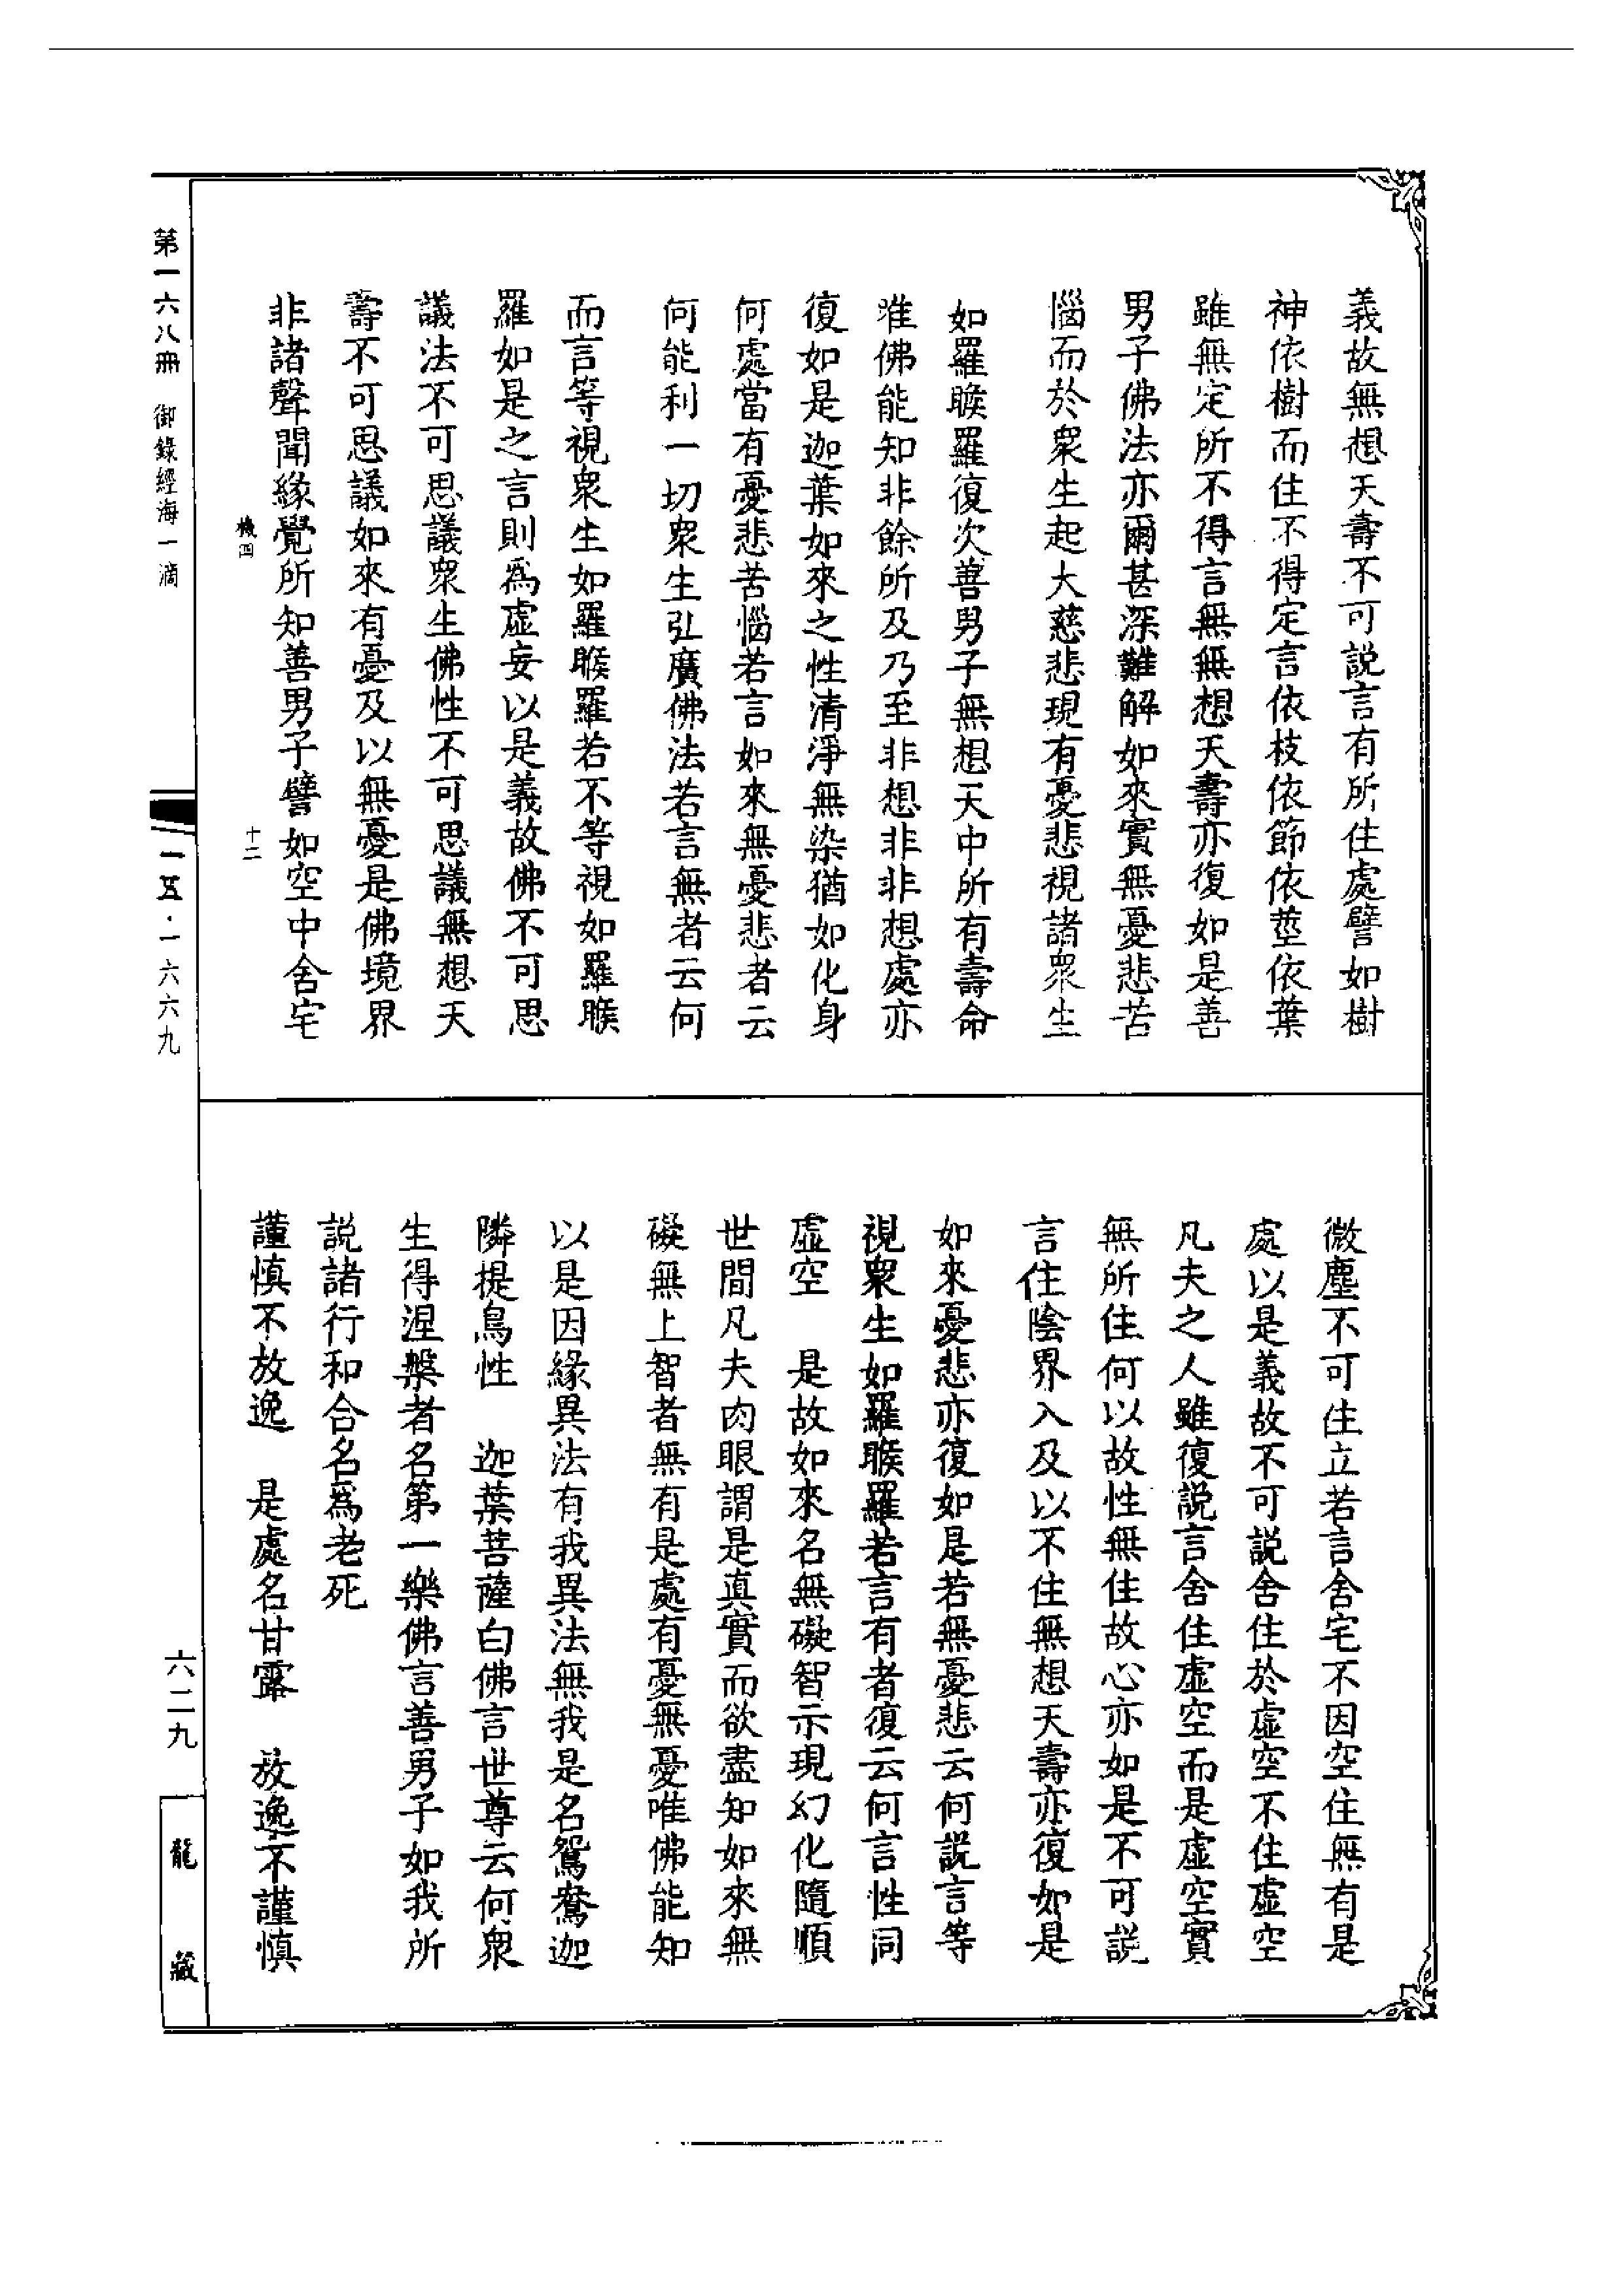 義故無想天壽不可説言有所住處譬如樹
神依樹而住不得定言依枝依節依莖依葉
雖無定所不得言無無想天壽亦復如是善
男子佛法亦爾甚深難解如來實無憂悲苦
惱而於衆生起大慈悲現有憂悲視諸衆生
如羅睺羅復次善男子無想天中所有壽命
唯佛能知非餘所及乃至非想非非想處亦
復如是迦葉如來之性清淨無染猶如化身
何處當有憂悲苦惱若言如來無憂悲者云
何能利一切衆生弘廣佛法若言無者云何
而言等視衆生如羅睺羅若不等視如羅睺
羅如是之言則爲虛妄以是義故佛不可思
議法不可思議衆生佛性不可思議無想天
壽不可思議如來有憂及以無憂是佛境界
非諸聲聞緣覺所知善男子譬如空中舍宅
機四
十二
微塵不可住立若言舍宅不因空住無有是
處以是義故不可説舍住於虛空不住虛空
凡夫之人雖復説言舍住虛空而是虛空實
無所住何以故性無住故心亦如是不可説
言住陰界入及以不住無想天壽亦復如是
如來憂悲亦復如是若無憂悲云何説言等
視衆生如羅睺羅若言有者復云何言性同
虛空　是故如來名無礙智示現幻化隨順
世間凡夫肉眼謂是真實而欲盡知如來無
礙無上智者無有是處有憂無憂唯佛能知
以是因緣異法有我異法無我是名鴛鴦迦
隣提鳥性　迦葉菩薩白佛言世尊云何衆
生得涅槃者名第一樂佛言善男子如我所
説諸行和合名爲老死
謹慎不放逸　是處名甘露　放逸不謹慎
第一六八冊　御錄經海一滴
一五·一六六九
六二九
龍藏